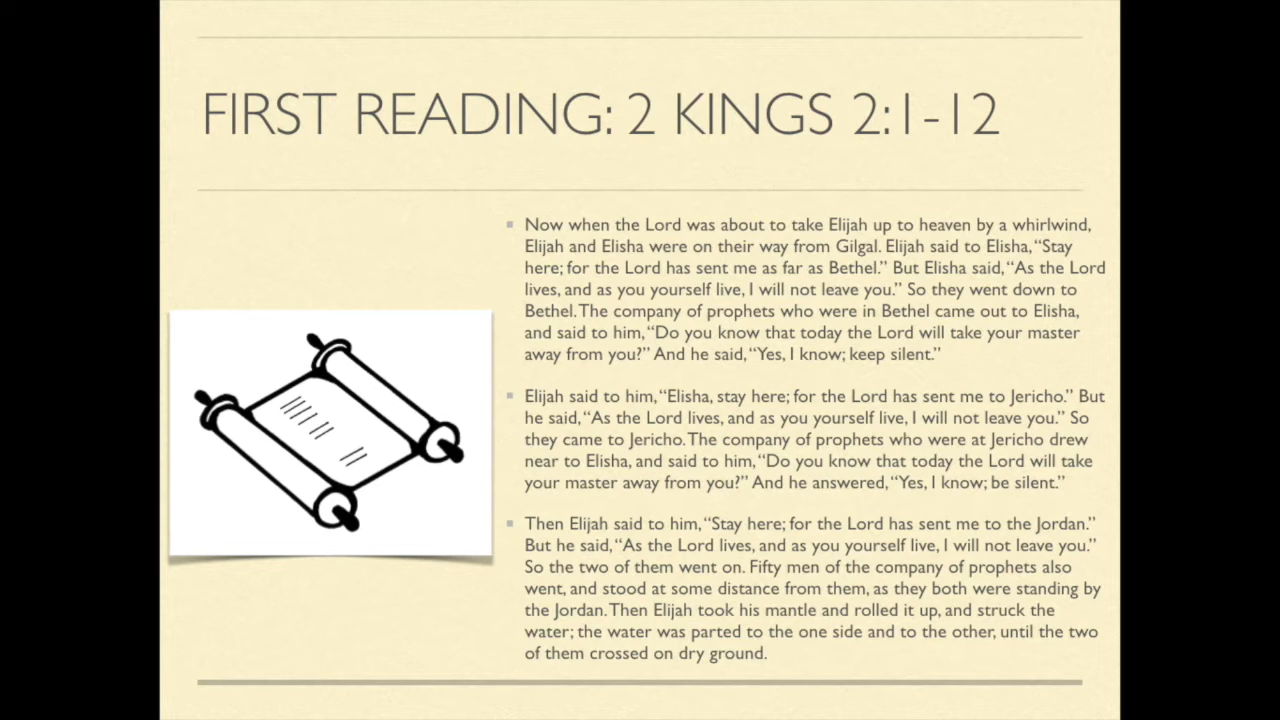 FIRST READING: 2 KINGS 2:1-12
Now when the Lord was about to take Elijah up to heaven by a whirlwind,
Elijah and Elisha were on their way from Gilgal. Elijah said to Elisha, “Stay
here; for the Lord has sent me as far as Bethel.” But Elisha said, “As the Lord
lives, and as you yourself live, I will not leave you.” So they went down to
Bethel. The company of prophets who were in Bethel came out to Elisha,
and said to him, “Do you know that today the Lord will take your master
away from you?” And he said, “Yes, I know; keep silent.”
Elijah said to him, “Elisha, stay here; for the Lord has sent me to Jericho.” But
he said, “As the Lord lives, and as you yourself live, I will not leave you.” So
they came to Jericho. The company of prophets who were at Jericho drew
near to Elisha, and said to him, “Do you know that today the Lord will take
your master away from you?” And he answered, “Yes, I know; be silent.”
Then Elijah said to him, “Stay here; for the Lord has sent me to the Jordan.”
But he said, “As the Lord lives, and as you yourself live, I will not leave you.”
So the two of them went on. Fifty men of the company of prophets also
went, and stood at some distance from them, as they both were standing by
the Jordan. Then Elijah took his mantle and rolled it up, and struck the
water; the water was parted to the one side and to the other, until the two
of them crossed on dry ground.